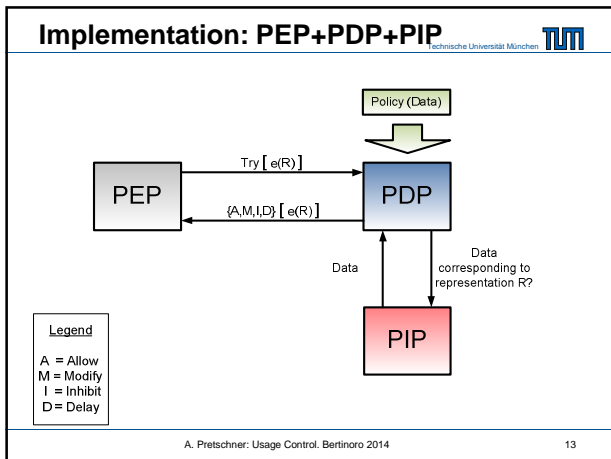 Implementation: PEP+PDP+PIP
Technische Universität München
TUM
Policy (Data)
Try [ e(R) ]
PEP
PDP
{A,M,I,D} [ e(R) ]
Data
Data
corresponding to
representation R?
PIP
Legend
A = Allow
M = Modify
I = Inhibit
D = Delay
A. Pretschner: Usage Control. Bertinoro 2014
13